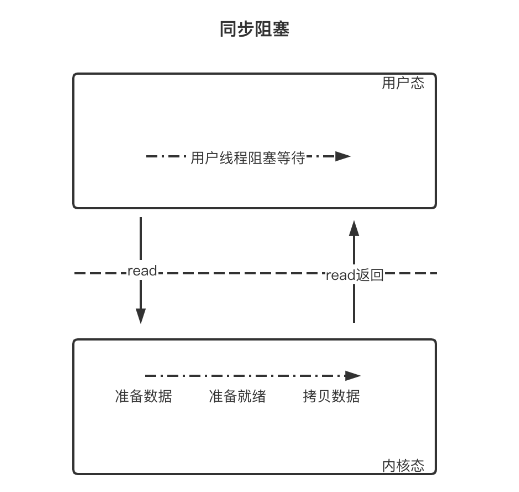 同步阻塞
用户态
用户线程阻塞等待
read
read返回
准备数据 准备就绪 拷贝数据
内核态